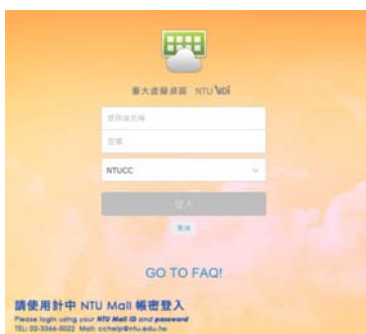 臺大虛擬桌面 NTU VDI
使用者名稱
密碼
NTUCC
登入
取消
GO TO FAQ!
請使用計中 NTU Mail 帳密登入
Please login using your NTU Mail ID and password
TEL: 02-3366-5022 Mail: cchelp@ntu.edu.tw